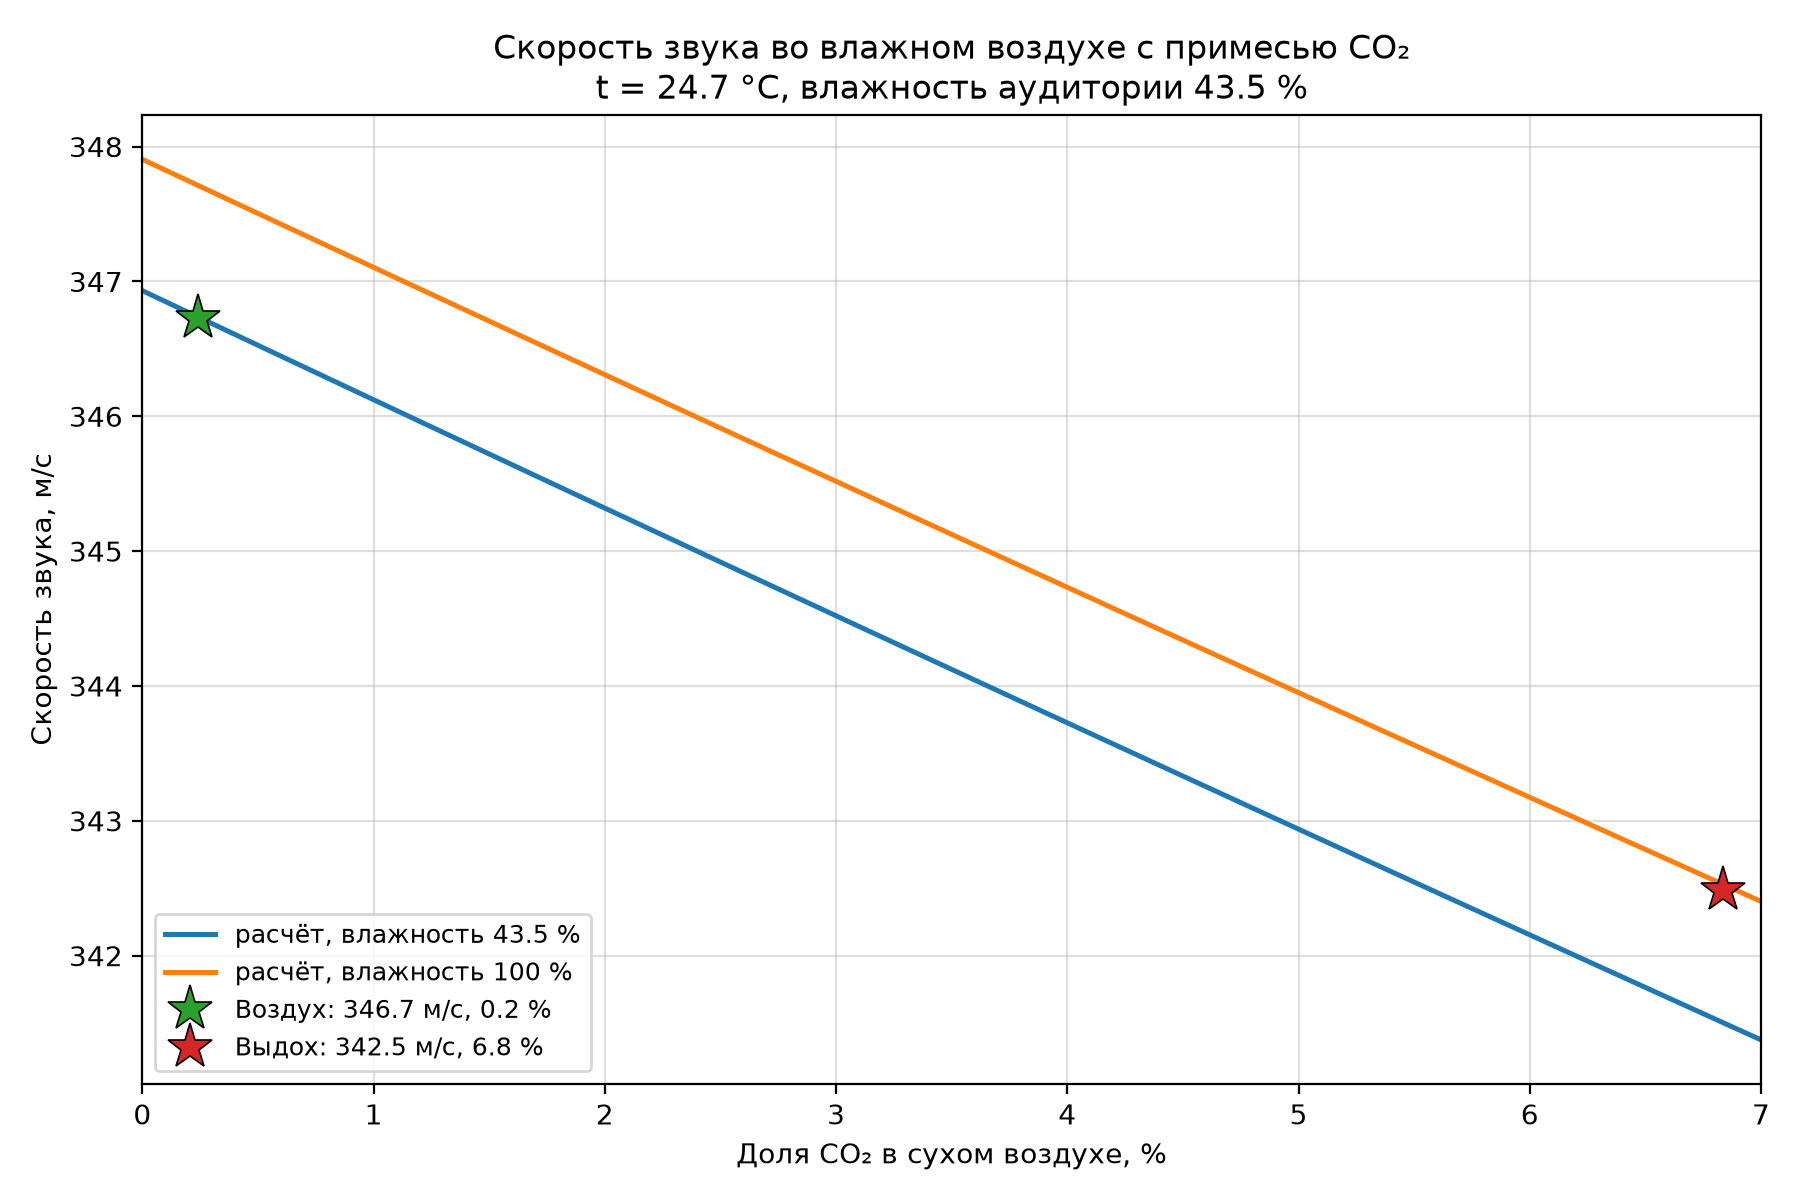 Скорость звука во влажном воздухе с примесью CO₂
t = 24.7 °C, влажность аудитории 43.5 %
Скорость звука, м/с
348
347
346
345
344
343
342
расчёт, влажность 43.5 %
расчёт, влажность 100 %
Воздух: 346.7 м/с, 0.2 %
Выдох: 342.5 м/с, 6.8 %
0 1 2 3 4 5 6 7
Доля CO₂ в сухом воздухе, %